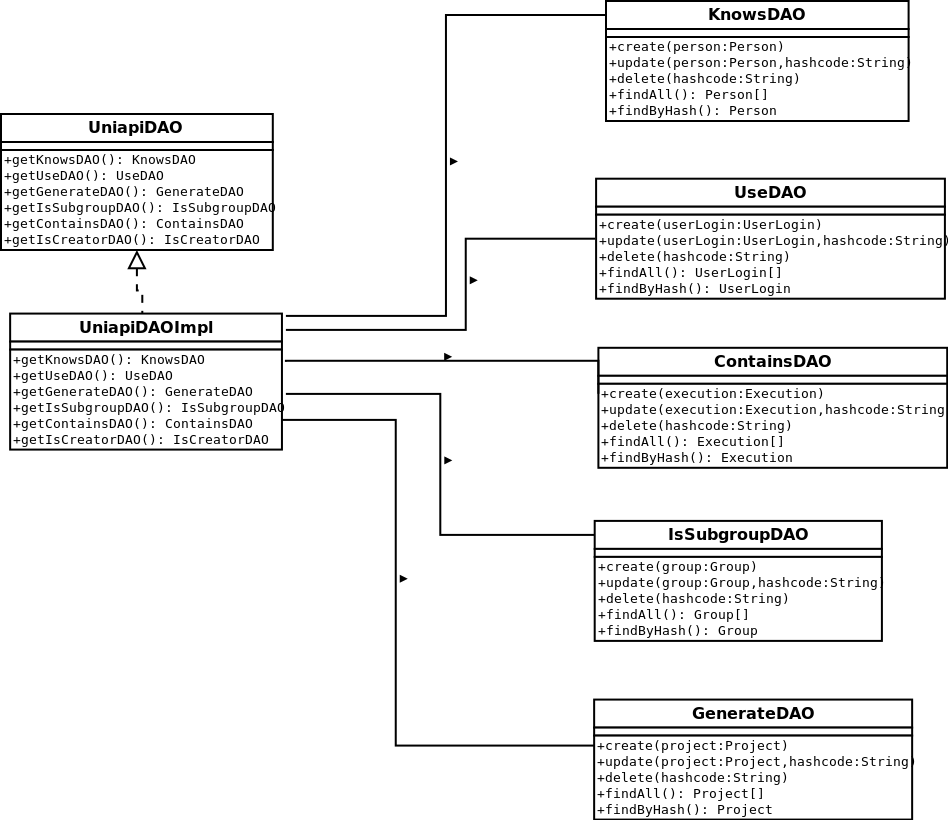 KnowsDAO
+create(person:Person)
+update(person:Person,hashcode:String)
+delete(hashcode:String)
+findAll(): Person[]
+findByHash(): Person
UniapiDAO
+getKnowsDAO(): KnowsDAO
+getUseDAO(): UseDAO
+getGenerateDAO(): GenerateDAO
+getIsSubgroupDAO(): IsSubgroupDAO
+getContainsDAO(): ContainsDAO
+getIsCreatorDAO(): IsCreatorDAO
UseDAO
+create(userLogin:UserLogin)
+update(userLogin:UserLogin,hashcode:String)
+delete(hashcode:String)
+findAll(): UserLogin[]
+findByHash(): UserLogin
UniapiDAOImpl
+getKnowsDAO(): KnowsDAO
+getUseDAO(): UseDAO
+getGenerateDAO(): GenerateDAO
+getIsSubgroupDAO(): IsSubgroupDAO
+getContainsDAO(): ContainsDAO
+getIsCreatorDAO(): IsCreatorDAO
ContainsDAO
+create(execution:Execution)
+update(execution:Execution,hashcode:String
+delete(hashcode:String)
+findAll(): Execution[]
+findByHash(): Execution
IsSubgroupDAO
+create(group:Group)
+update(group:Group,hashcode:String)
+delete(hashcode:String)
+findAll(): Group[]
+findByHash(): Group
GenerateDAO
+create(project:Project)
+update(project:Project,hashcode:String)
+delete(hashcode:String)
+findAll(): Project[]
+findByHash(): Project